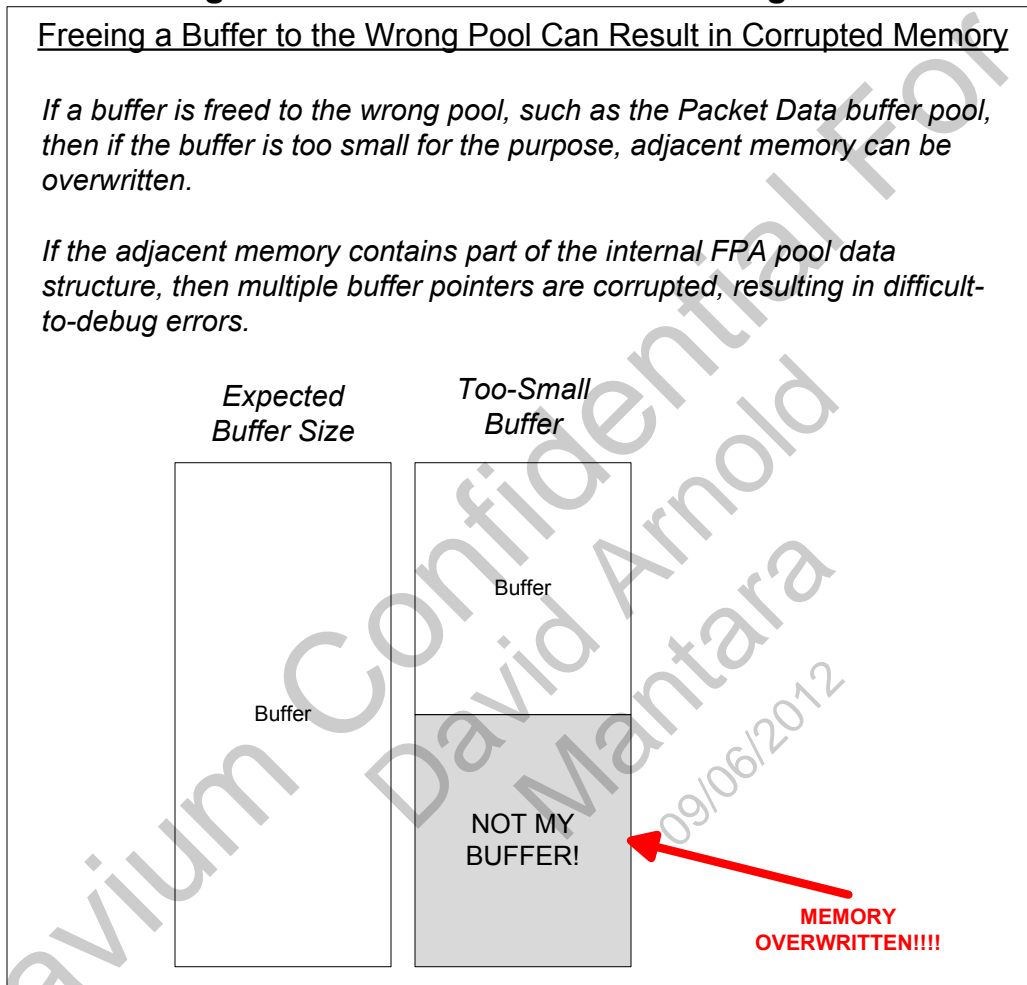 Freeing a Buffer to the Wrong Pool Can Result in Corrupted Memory
If a buffer is freed to the wrong pool, such as the Packet Data buffer pool,
then if the buffer is too small for the purpose, adjacent memory can be
overwritten.
If the adjacent memory contains part of the internal FPA pool data
structure, then multiple buffer pointers are corrupted, resulting in difficult-
to-debug errors.
Expected
Buffer Size
Too-Small
Buffer
Buffer
Buffer
NOT MY
BUFFER!
MEMORY
OVERWRITTEN!!!!
avium Confidential For
David Arnold
Mantara
09/06/2012